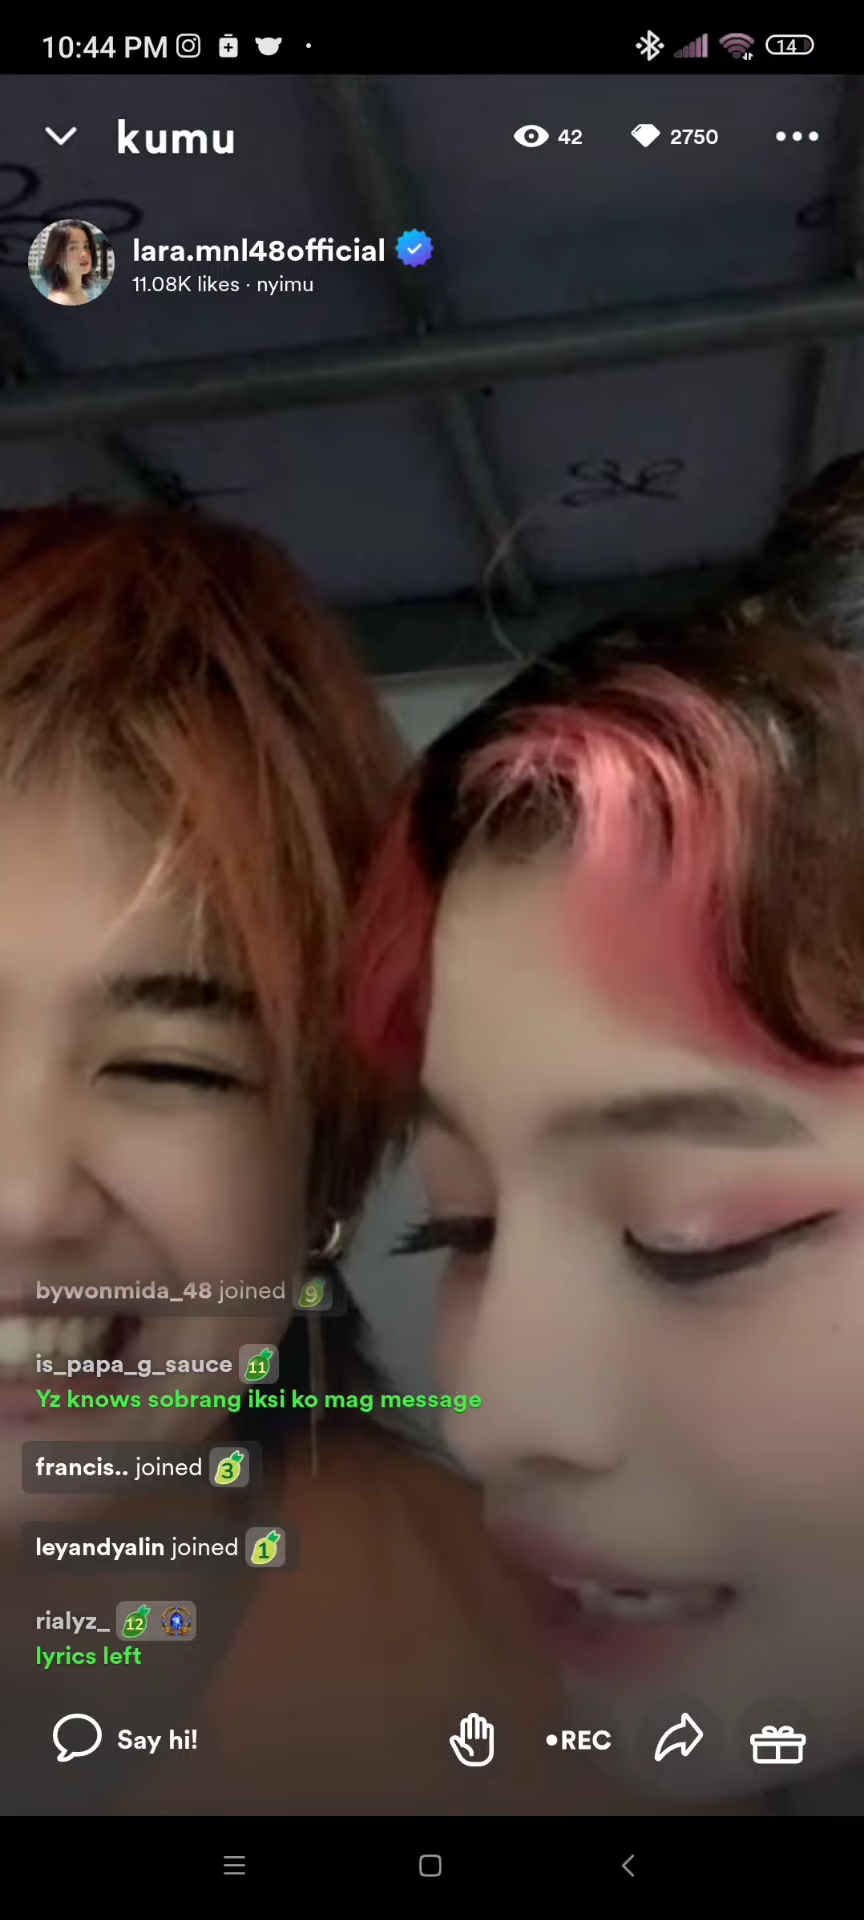 10:44 PM
14
kumu
42
2750
lara.mnl48official
11.08K likes · nyimu
bywonmida_48 joined 9
is_papa_g_sauce 11
Yz knows sobrang iksi ko mag message
francis.. joined 3
leyandyalin joined 1
rialyz_ 12
lyrics left
Say hi!
•REC